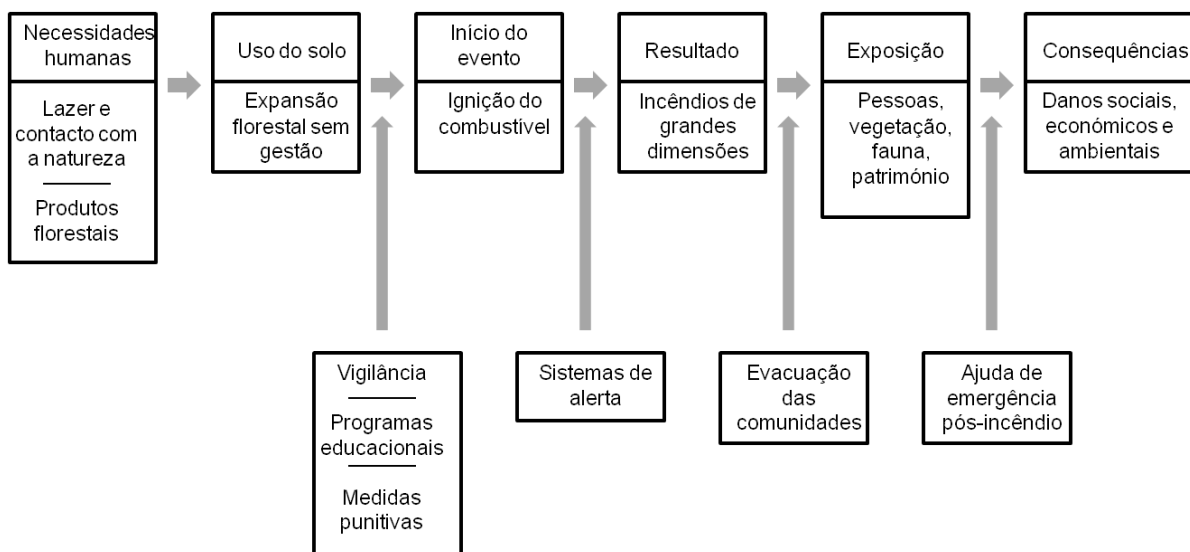 Necessidades
humanas
Lazer e
contacto com
a natureza
Produtos
florestais
Uso do solo
Expansão
florestal sem
gestão
Início do
evento
Ignição do
combustível
Resultado
Incêndios de
grandes
dimensões
Exposição
Pessoas,
vegetação,
fauna,
património
Consequências
Danos sociais,
económicos e
ambientais
Vigilância
Programas
educacionais
Medidas
punitivas
Sistemas de
alerta
Evacuação
das
comunidades
Ajuda de
emergência
pós-incêndio